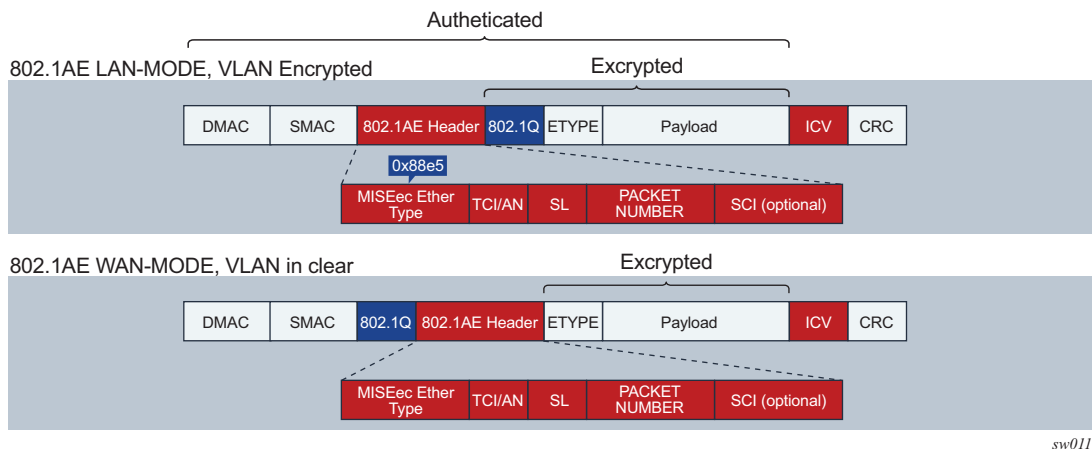 Autheticated
802.1AE LAN-MODE, VLAN Encrypted
Excrypted
DMAC SMAC 802.1AE Header 802.1Q ETYPE Payload ICV CRC
0x88e5
MISEec Ether Type TCI/AN SL PACKET NUMBER SCI (optional)
802.1AE WAN-MODE, VLAN in clear
Excrypted
DMAC SMAC 802.1Q 802.1AE Header ETYPE Payload ICV CRC
MISEec Ether Type TCI/AN SL PACKET NUMBER SCI (optional)
sw011